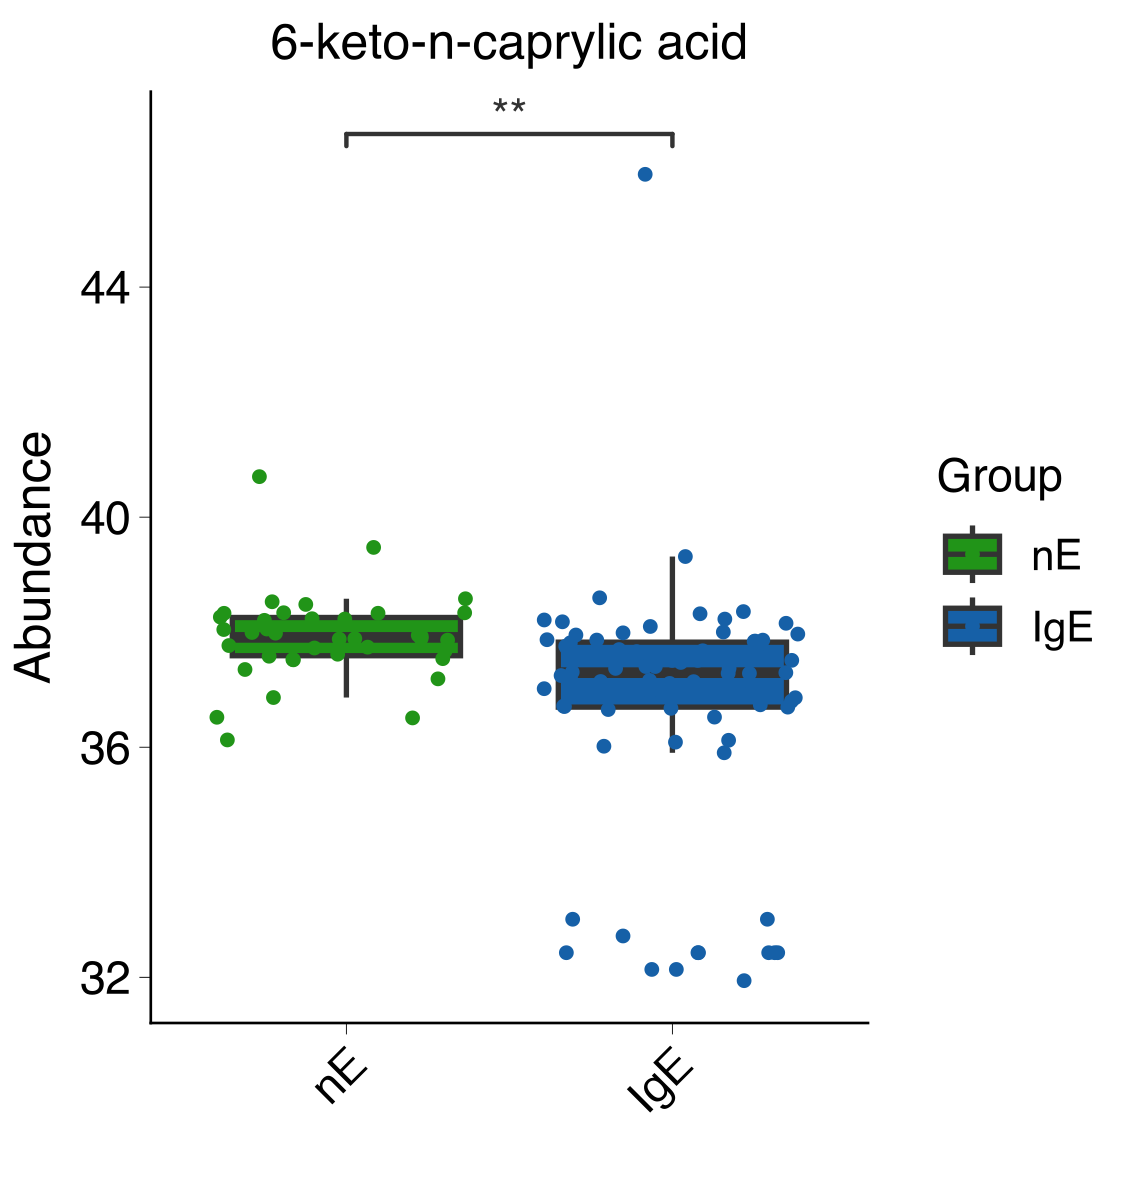 6-keto-n-caprylic acid
**
Abundance
44
40
36
32
nE
IgE
Group
nE
IgE